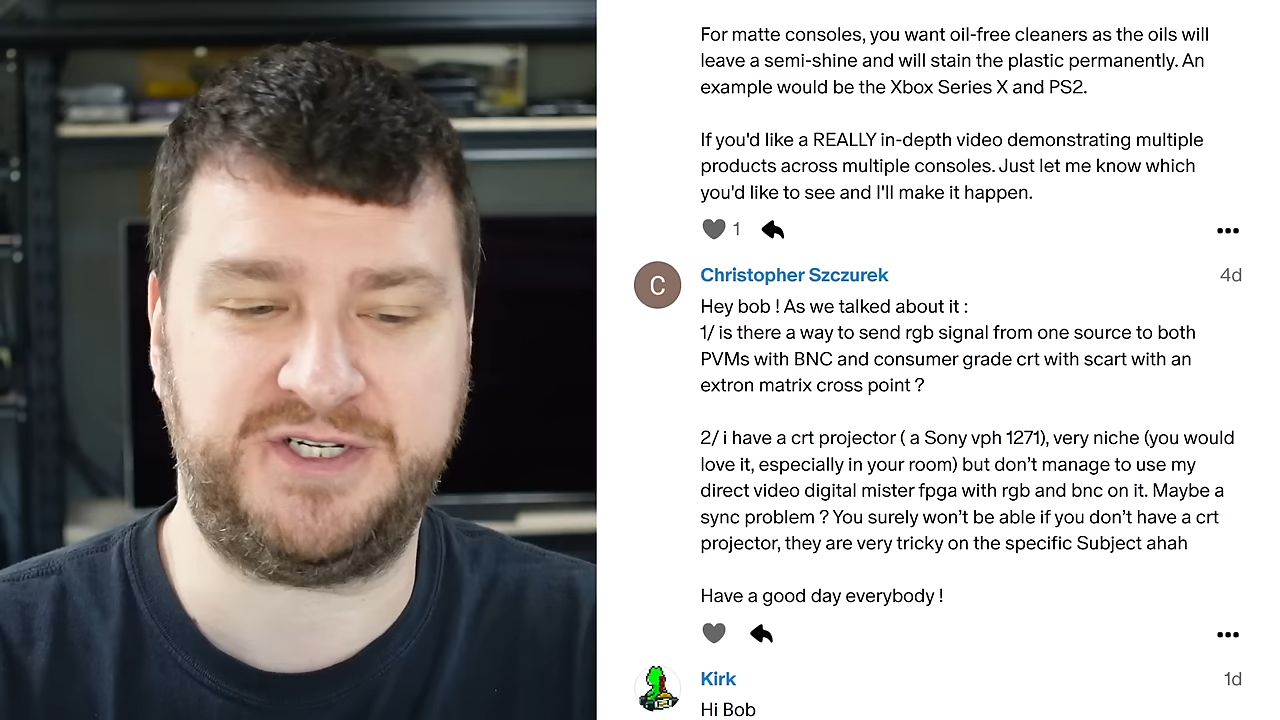 For matte consoles, you want oil-free cleaners as the oils will
leave a semi-shine and will stain the plastic permanently. An
example would be the Xbox Series X and PS2.
If you'd like a REALLY in-depth video demonstrating multiple
products across multiple consoles. Just let me know which
you'd like to see and I'll make it happen.
1
C
Christopher Szczurek
4d
Hey bob ! As we talked about it :
1/ is there a way to send rgb signal from one source to both
PVMs with BNC and consumer grade crt with scart with an
extron matrix cross point ?
2/ i have a crt projector ( a Sony vph 1271), very niche (you would
love it, especially in your room) but don’t manage to use my
direct video digital mister fpga with rgb and bnc on it. Maybe a
sync problem ? You surely won’t be able if you don’t have a crt
projector, they are very tricky on the specific Subject ahah
Have a good day everybody !
Kirk
1d
Hi Bob